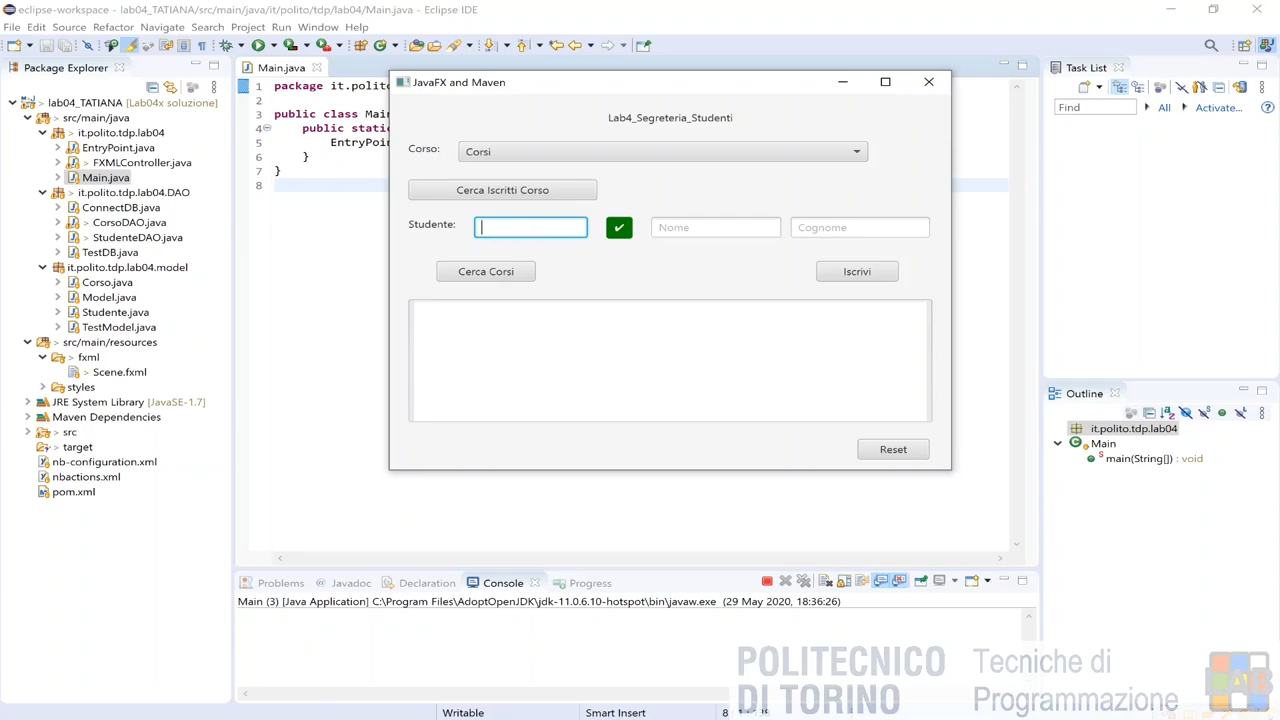 eclipse-workspace - lab04_TATIANA/src/main/java/it/polito/tdp/lab04/Main.java - Eclipse IDE
File Edit Source Refactor Navigate Search Project Run Window Help
Package Explorer
lab04_TATIANA [Lab04x soluzione]
src/main/java
it.polito.tdp.lab04
EntryPoint.java
FXMLController.java
Main.java
it.polito.tdp.lab04.DAO
ConnectDB.java
CorsoDAO.java
StudenteDAO.java
TestDB.java
it.polito.tdp.lab04.model
Corso.java
Model.java
Studente.java
TestModel.java
src/main/resources
fxml
Scene.fxml
styles
JRE System Library [JavaSE-1.7]
Maven Dependencies
src
target
nb-configuration.xml
nbactions.xml
pom.xml
Main.java
1 package it.polito
2
3 public class Main
4 public static
5 EntryPoin
6 }
7 }
8
JavaFX and Maven
Lab4_Segreteria_Studenti
Corso: Corsi
Cerca Iscritti Corso
Studente: ✔ Nome Cognome
Cerca Corsi Iscrivi
Reset
Task List
Find All Activate...
Outline
it.polito.tdp.lab04
Main
main(String[]) : void
Problems Javadoc Declaration Console Progress
Main (3) [Java Application] C:\Program Files\AdoptOpenJDK\jdk-11.0.6.10-hotspot\bin\javaw.exe (29 May 2020, 18:36:26)
POLITECNICO
DI TORINO
Tecniche di
Programmazione
LAB
Writable Smart Insert